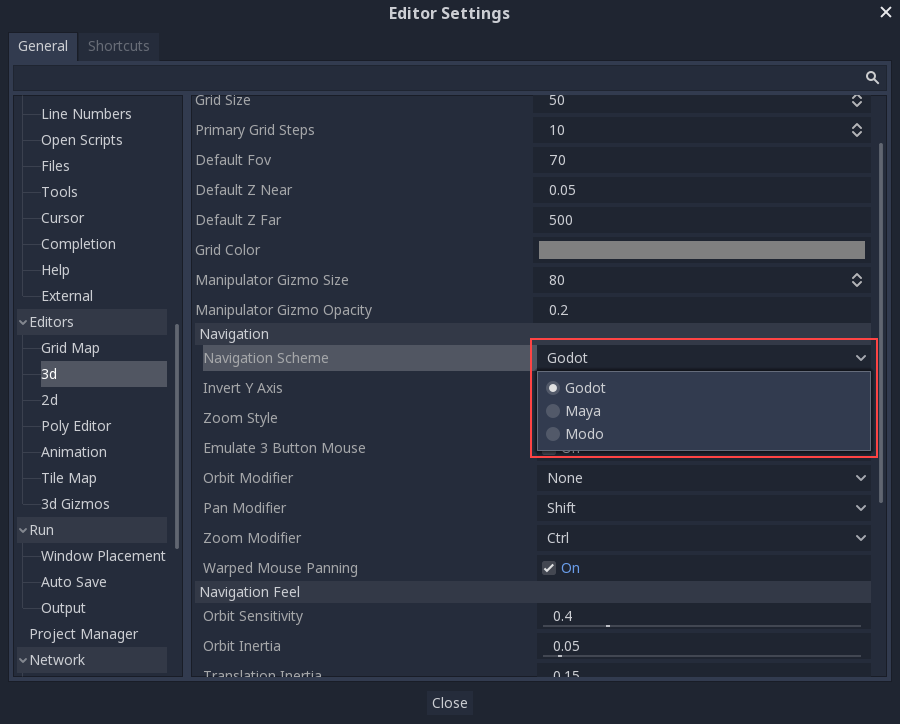 Editor Settings
General
Shortcuts
Line Numbers
Open Scripts
Files
Tools
Cursor
Completion
Help
External
Editors
Grid Map
3d
2d
Poly Editor
Animation
Tile Map
3d Gizmos
Run
Window Placement
Auto Save
Output
Project Manager
Network
Grid Size 50
Primary Grid Steps 10
Default Fov 70
Default Z Near 0.05
Default Z Far 500
Grid Color
Manipulator Gizmo Size 80
Manipulator Gizmo Opacity 0.2
Navigation
Navigation Scheme Godot
Godot
Maya
Modo
Invert Y Axis
Zoom Style
Emulate 3 Button Mouse
Orbit Modifier None
Pan Modifier Shift
Zoom Modifier Ctrl
Warped Mouse Panning On
Navigation Feel
Orbit Sensitivity 0.4
Orbit Inertia 0.05
Translation Inertia 0.15
Close